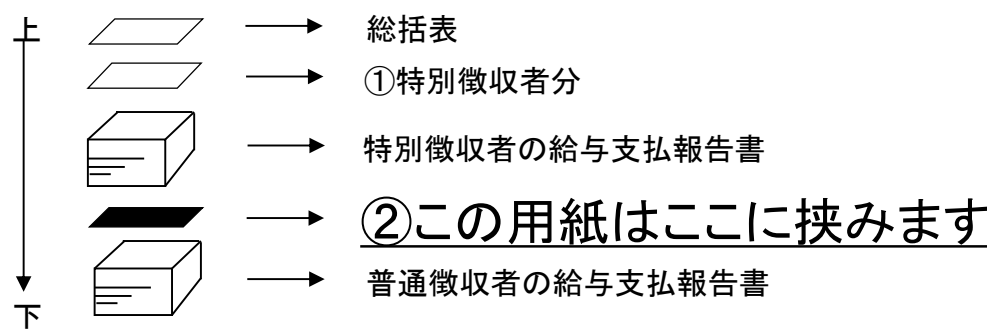 上
総括表
①特別徴収者分
特別徴収者の給与支払報告書
②この用紙はここに挟みます
普通徴収者の給与支払報告書
下